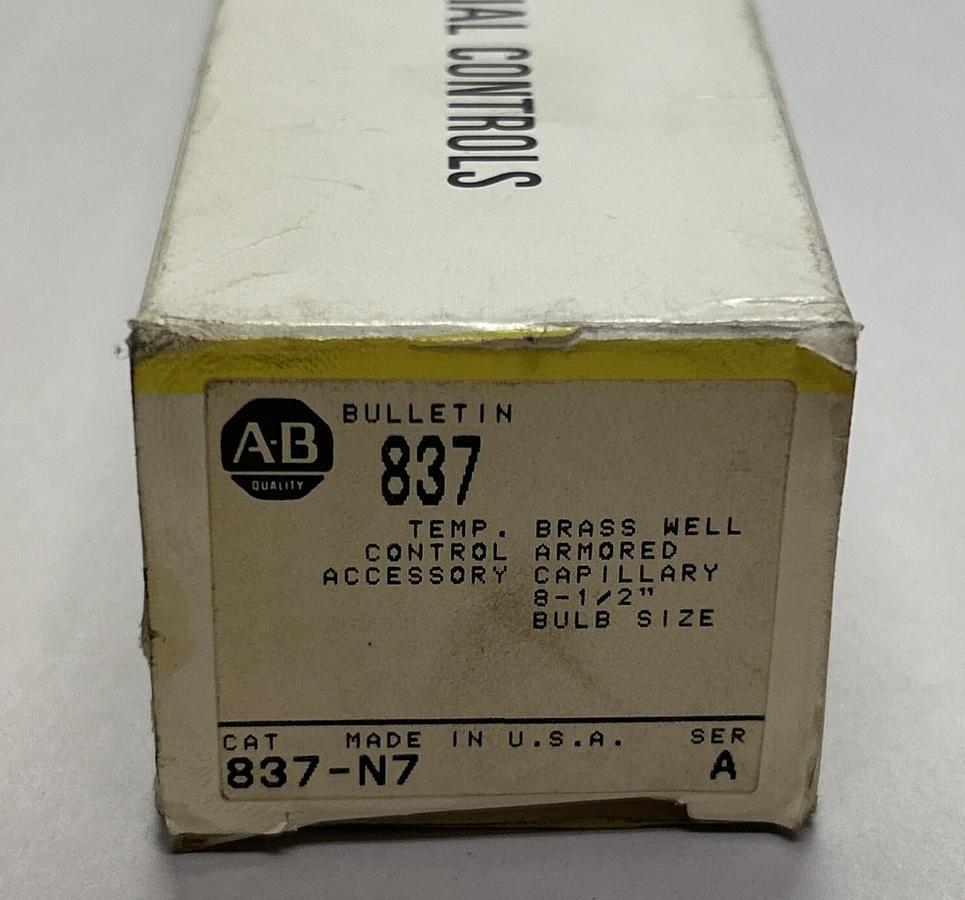 CONTROLS
A-B
QUALITY
BULLETIN
837
TEMP. BRASS WELL
CONTROL ARMORED
ACCESSORY CAPILLARY
8-1/2"
BULB SIZE
CAT MADE IN U.S.A. SER
837-N7 A